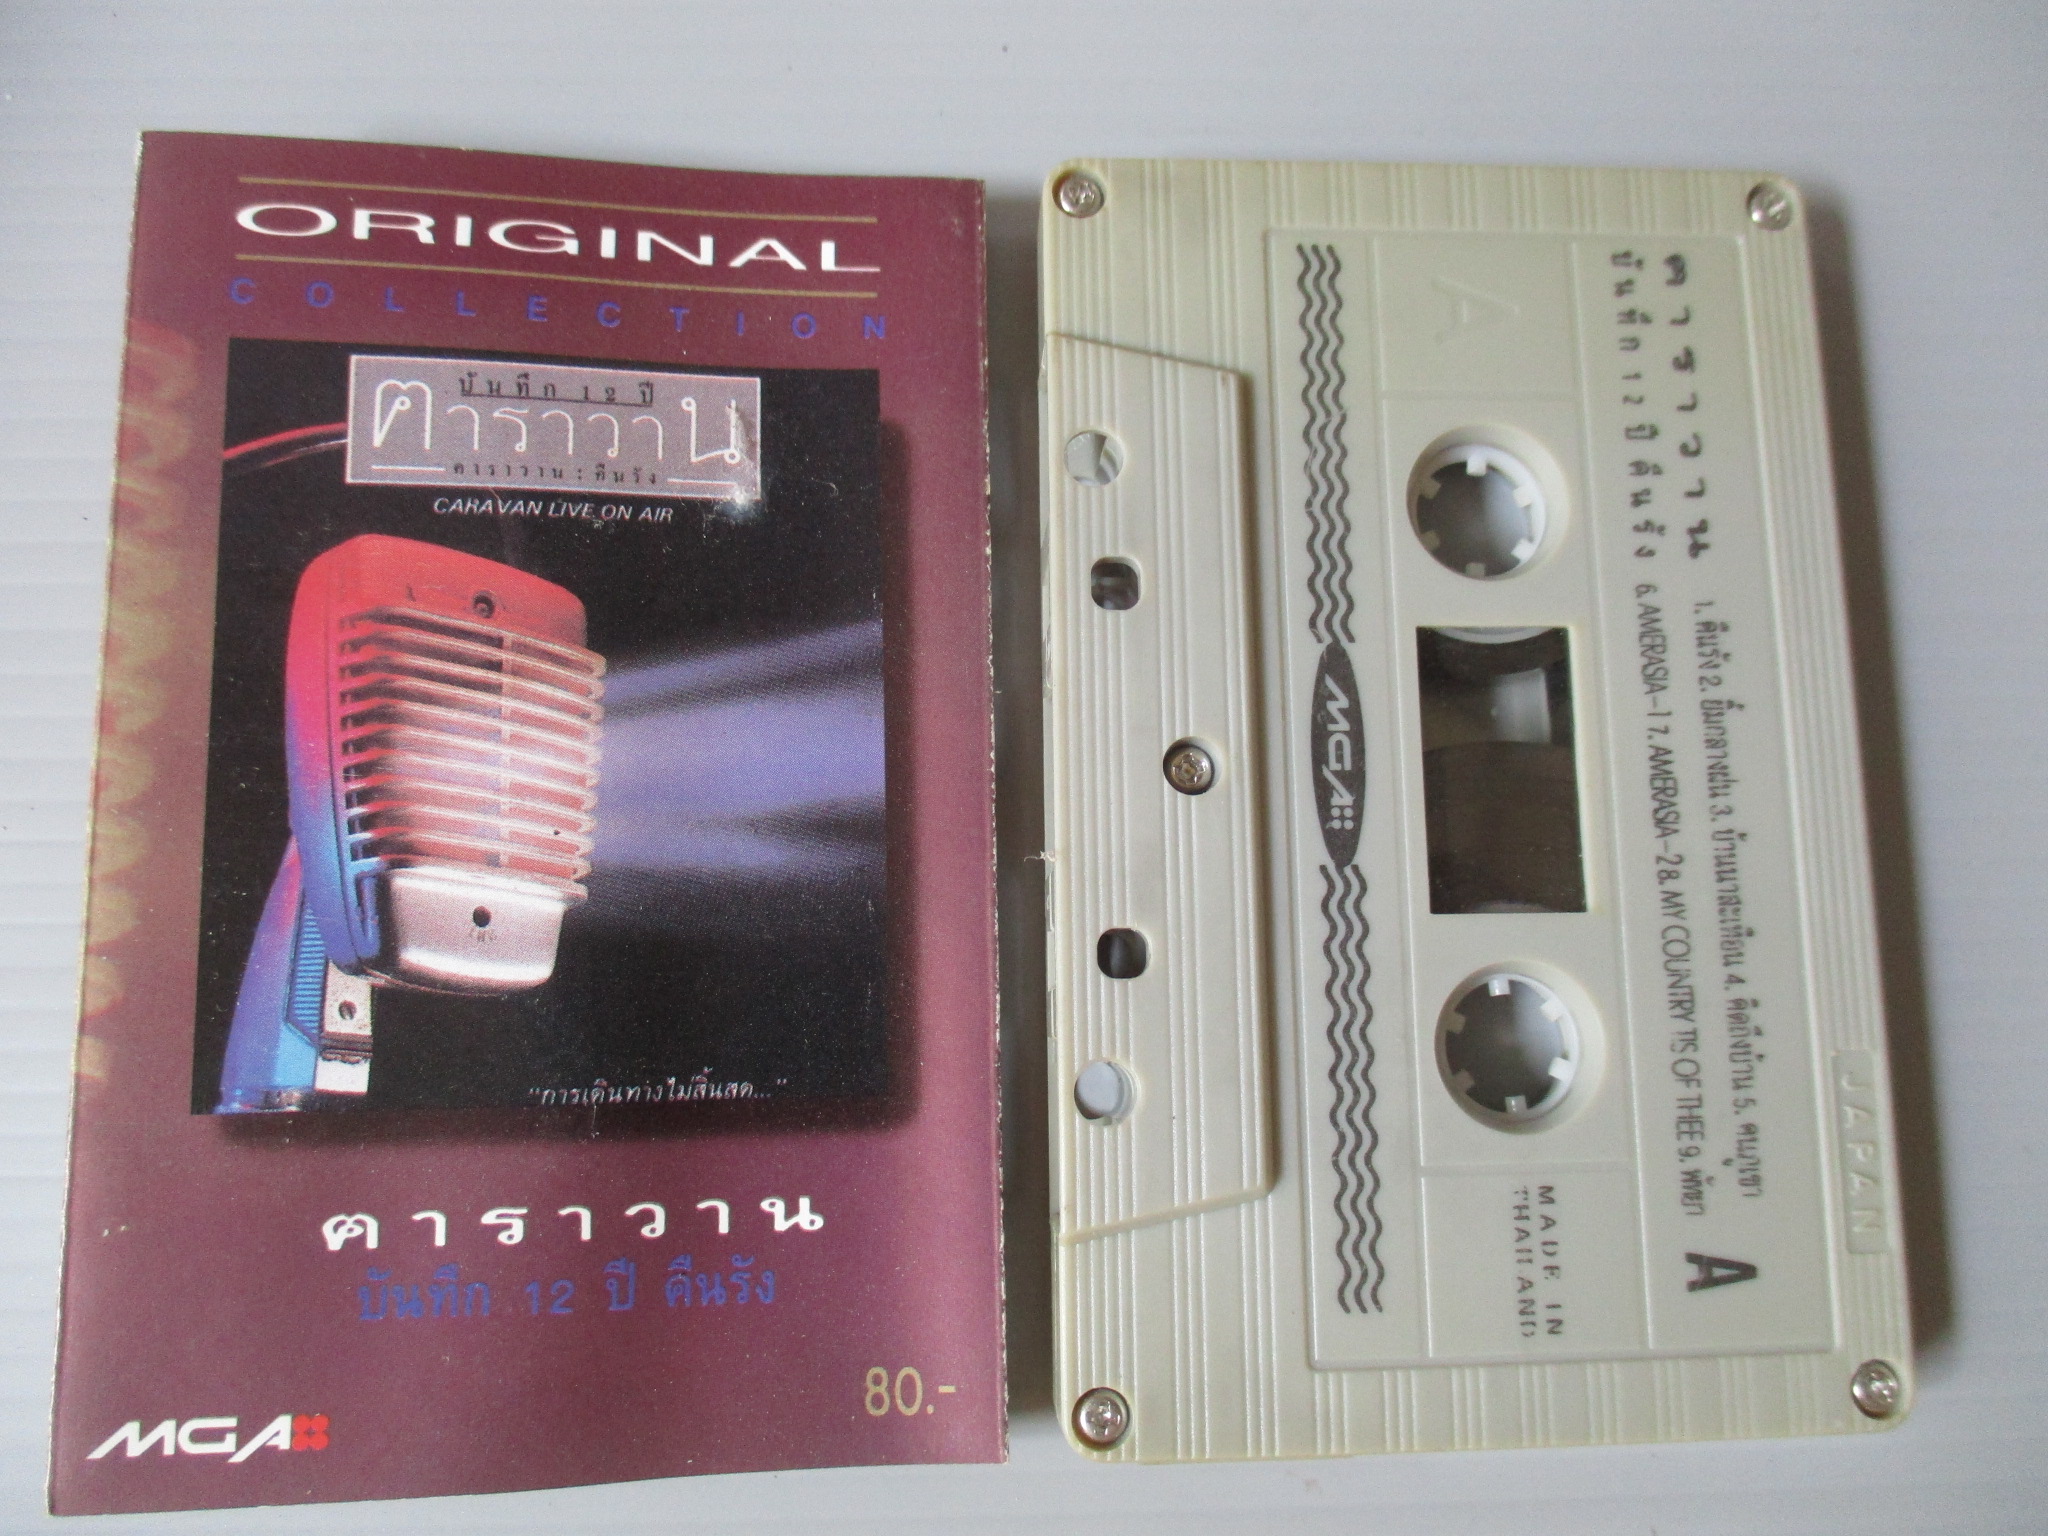 ORIGINAL
COLLECTION
บันทึก 12 ปี
คาราวาน
คาราวาน : คืนรัง
CARAVAN LIVE ON AIR
"การเดินทางไม่สิ้นสุด..."
คาราวาน
บันทึก 12 ปี คืนรัง
80.-
MGA
คาราวาน 1. คืนรัง 2. ยิ้มกลางฝน 3. บ้านนาสะเทือน 4. คิดถึงบ้าน 5. คนภูเขา
บันทึก 12 ปี คืนรัง 6. AMERASIA-1 7. AMERASIA-2 8. MY COUNTRY TIS OF THEE 9. พัทยา
A
A
MGA
MADE IN
THAILAND
JAPAN